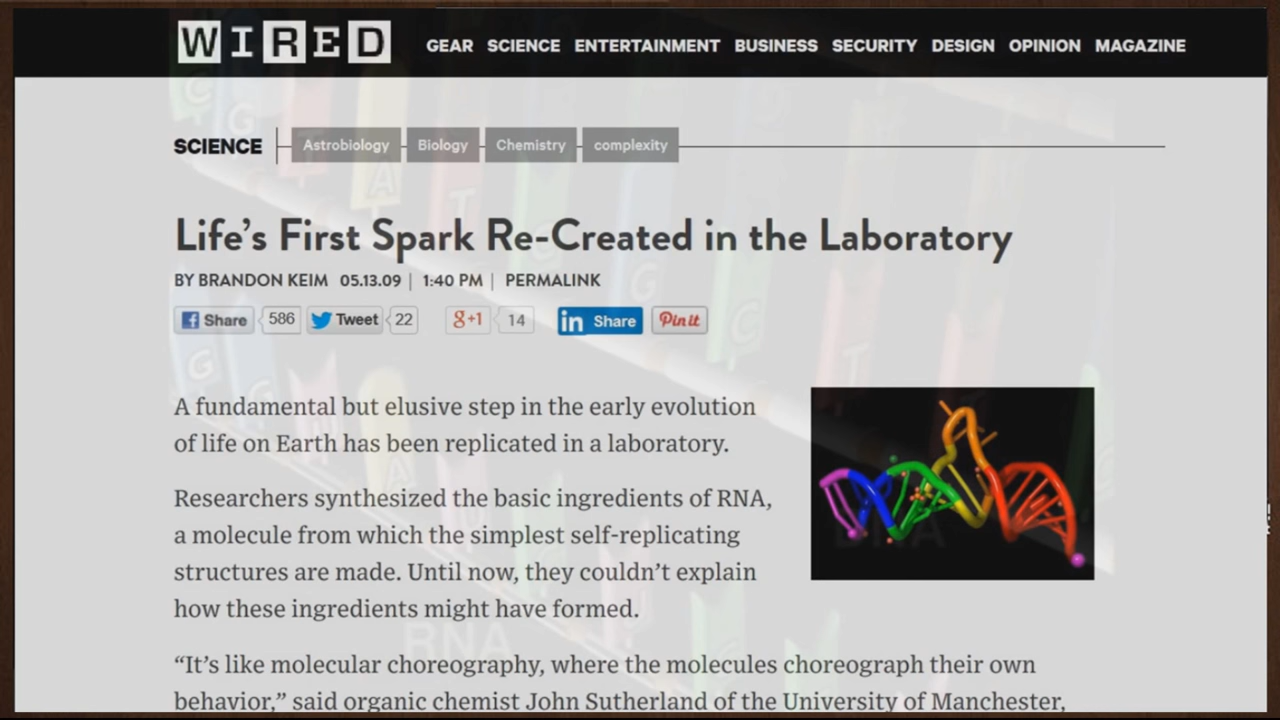 WIRED GEAR SCIENCE ENTERTAINMENT BUSINESS SECURITY DESIGN OPINION MAGAZINE
SCIENCE Astrobiology Biology Chemistry complexity
Life's First Spark Re-Created in the Laboratory
BY BRANDON KEIM 05.13.09 | 1:40 PM | PERMALINK
Share 586 Tweet 22 g+1 14 in Share Pin it
A fundamental but elusive step in the early evolution
of life on Earth has been replicated in a laboratory.
Researchers synthesized the basic ingredients of RNA,
a molecule from which the simplest self-replicating
structures are made. Until now, they couldn't explain
how these ingredients might have formed.
RNA
“It's like molecular choreography, where the molecules choreograph their own
behavior,” said organic chemist John Sutherland of the University of Manchester,